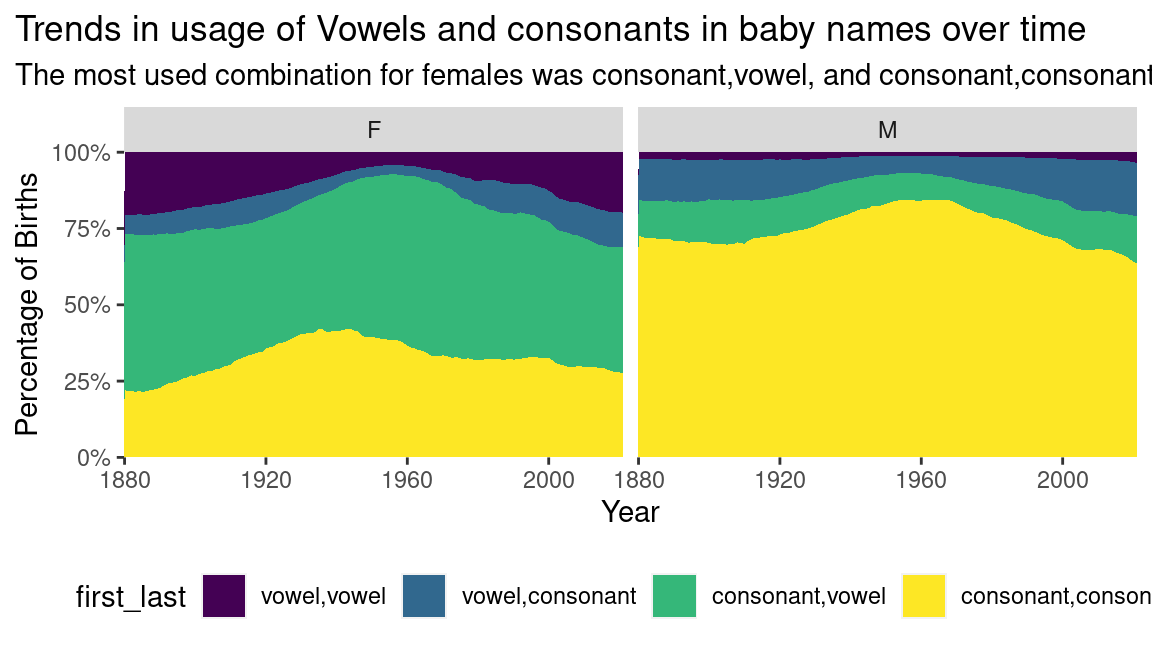 Trends in usage of Vowels and consonants in baby names over time
The most used combination for females was consonant,vowel, and consonant,consonant
F M
100%
75%
50%
25%
0%
Percentage of Births
1880 1920 1960 2000 1880 1920 1960 2000
Year
first_last vowel,vowel vowel,consonant consonant,vowel consonant,conson